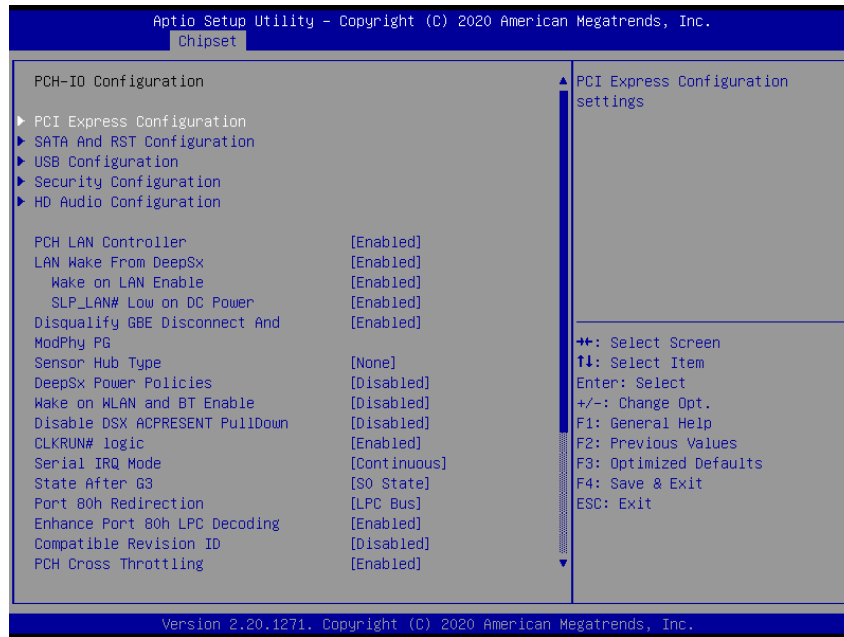 Aptio Setup Utility – Copyright (C) 2020 American Megatrends, Inc.
Chipset
PCH-IO Configuration
PCI Express Configuration
SATA And RST Configuration
USB Configuration
Security Configuration
HD Audio Configuration
PCH LAN Controller [Enabled]
LAN Wake From DeepSx [Enabled]
Wake on LAN Enable [Enabled]
SLP_LAN# Low on DC Power [Enabled]
Disqualify GBE Disconnect And [Enabled]
ModPhy PG
Sensor Hub Type [None]
DeepSx Power Policies [Disabled]
Wake on WLAN and BT Enable [Disabled]
Disable DSX ACPRESENT PullDown [Disabled]
CLKRUN# logic [Enabled]
Serial IRQ Mode [Continuous]
State After G3 [S0 State]
Port 80h Redirection [LPC Bus]
Enhance Port 80h LPC Decoding [Enabled]
Compatible Revision ID [Disabled]
PCH Cross Throttling [Enabled]
PCI Express Configuration
settings
→←: Select Screen
↑↓: Select Item
Enter: Select
+/-: Change Opt.
F1: General Help
F2: Previous Values
F3: Optimized Defaults
F4: Save & Exit
ESC: Exit
Version 2.20.1271. Copyright (C) 2020 American Megatrends, Inc.